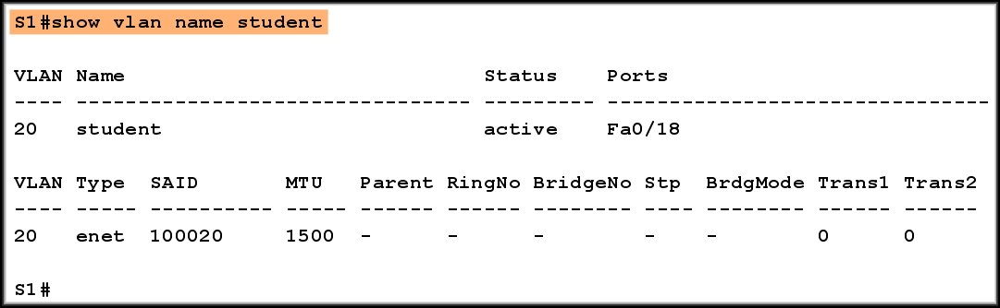 S1#show vlan name student
VLAN Name                             Status    Ports
---- -------------------------------- --------- -------------------------------
20   student                          active    Fa0/18
VLAN Type  SAID       MTU   Parent RingNo BridgeNo Stp  BrdgMode Trans1 Trans2
---- ----- ---------- ----- ------ ------ -------- ---- -------- ------ ------
20   enet  100020     1500  -      -      -        -    -        0      0
S1#